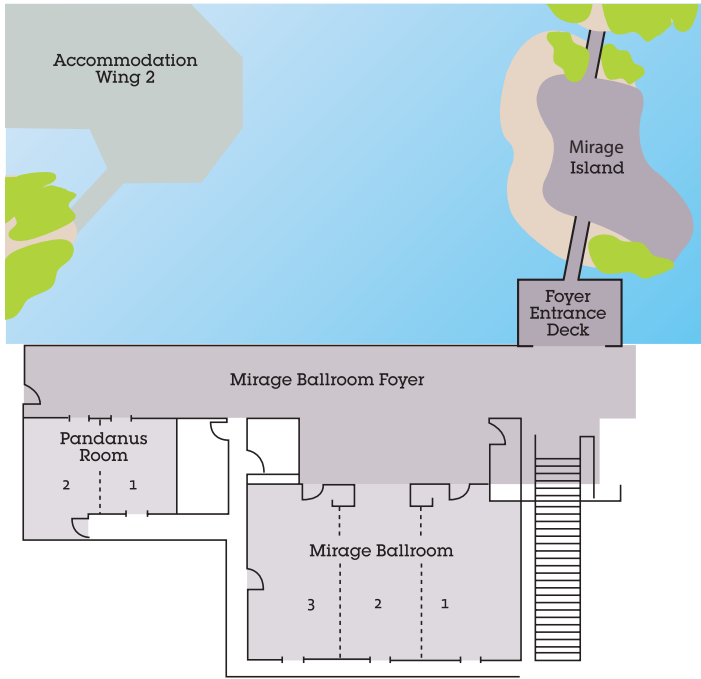 Accommodation
Wing 2
Mirage
Island
Foyer
Entrance
Deck
Mirage Ballroom Foyer
Pandanus
Room
2
1
Mirage Ballroom
3
2
1